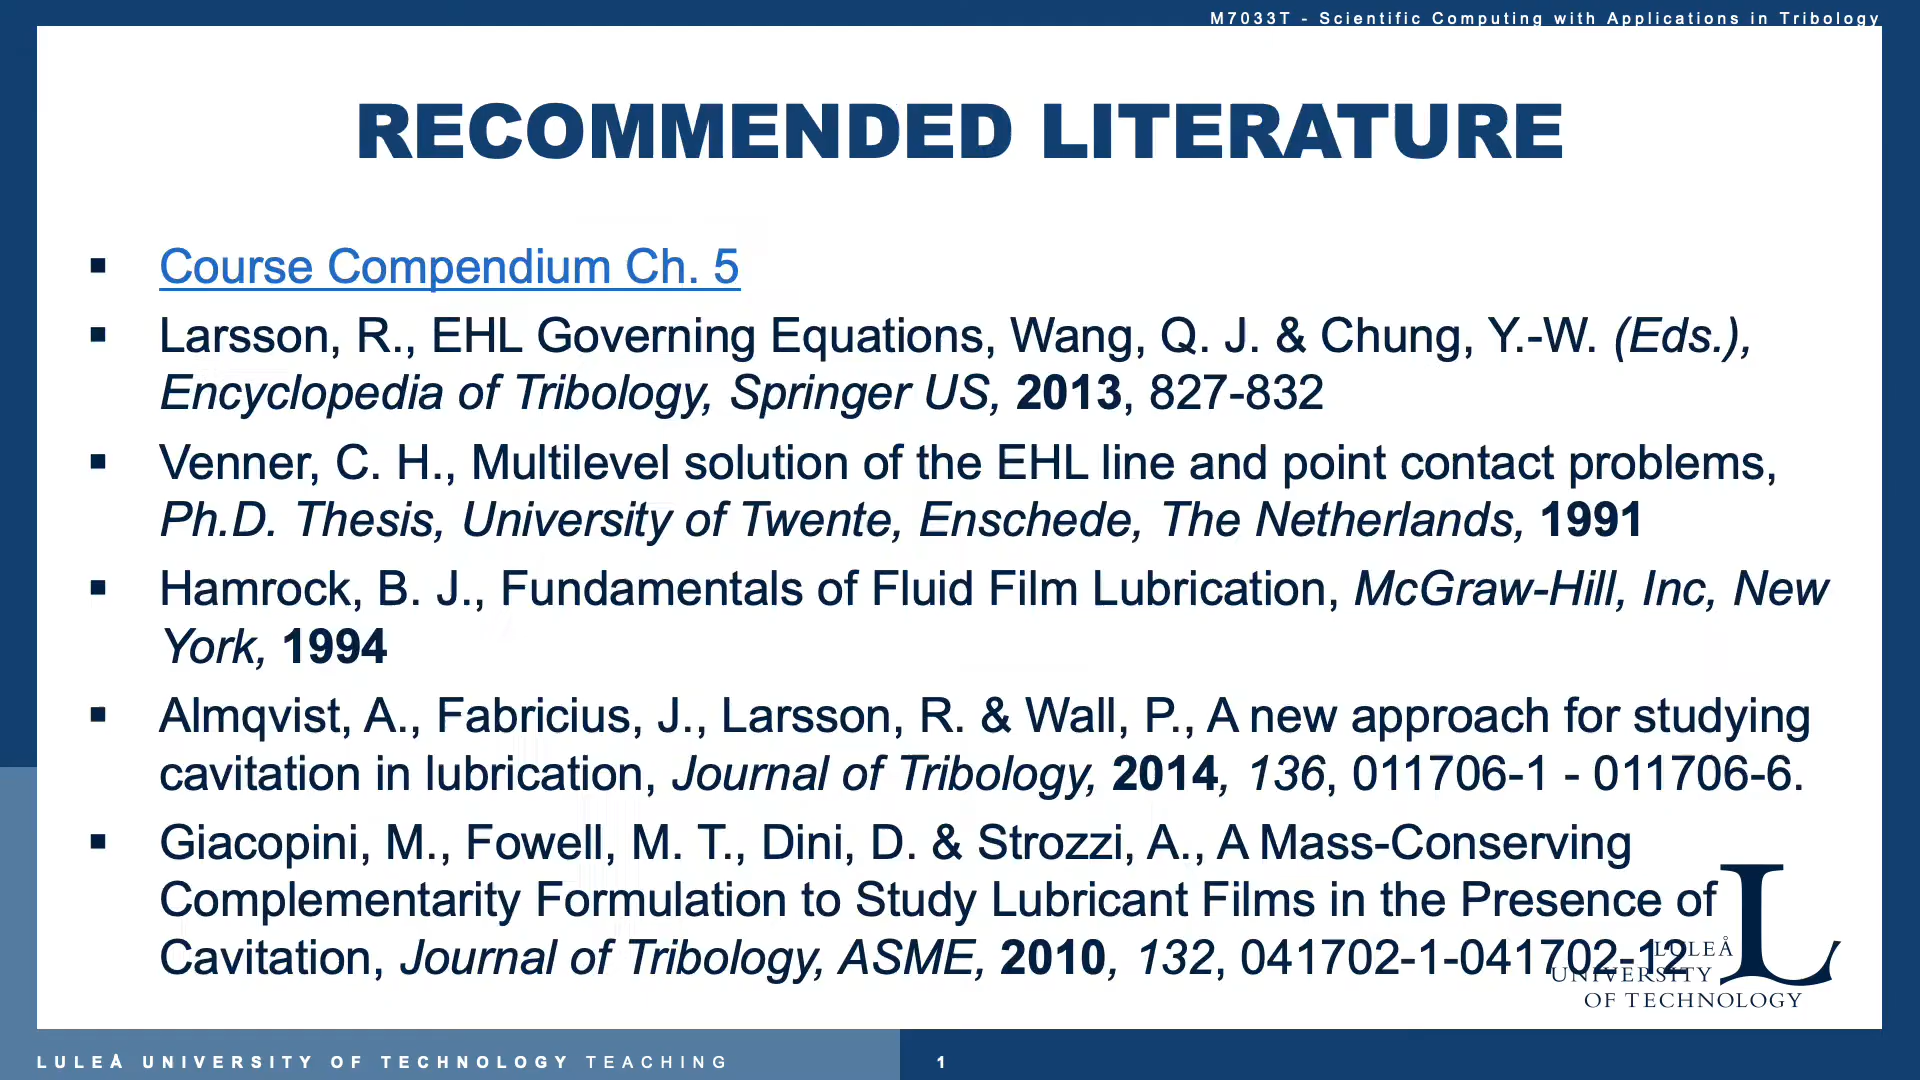 M7033T - Scientific Computing with Applications in Tribology
RECOMMENDED LITERATURE
▪ Course Compendium Ch. 5
▪ Larsson, R., EHL Governing Equations, Wang, Q. J. & Chung, Y.-W. (Eds.),
Encyclopedia of Tribology, Springer US, 2013, 827-832
▪ Venner, C. H., Multilevel solution of the EHL line and point contact problems,
Ph.D. Thesis, University of Twente, Enschede, The Netherlands, 1991
▪ Hamrock, B. J., Fundamentals of Fluid Film Lubrication, McGraw-Hill, Inc, New
York, 1994
▪ Almqvist, A., Fabricius, J., Larsson, R. & Wall, P., A new approach for studying
cavitation in lubrication, Journal of Tribology, 2014, 136, 011706-1 - 011706-6.
▪ Giacopini, M., Fowell, M. T., Dini, D. & Strozzi, A., A Mass-Conserving
Complementarity Formulation to Study Lubricant Films in the Presence of
Cavitation, Journal of Tribology, ASME, 2010, 132, 041702-1-041702-12
L
LULEÅ
UNIVERSITY
OF TECHNOLOGY
LULEÅ UNIVERSITY OF TECHNOLOGY TEACHING
1